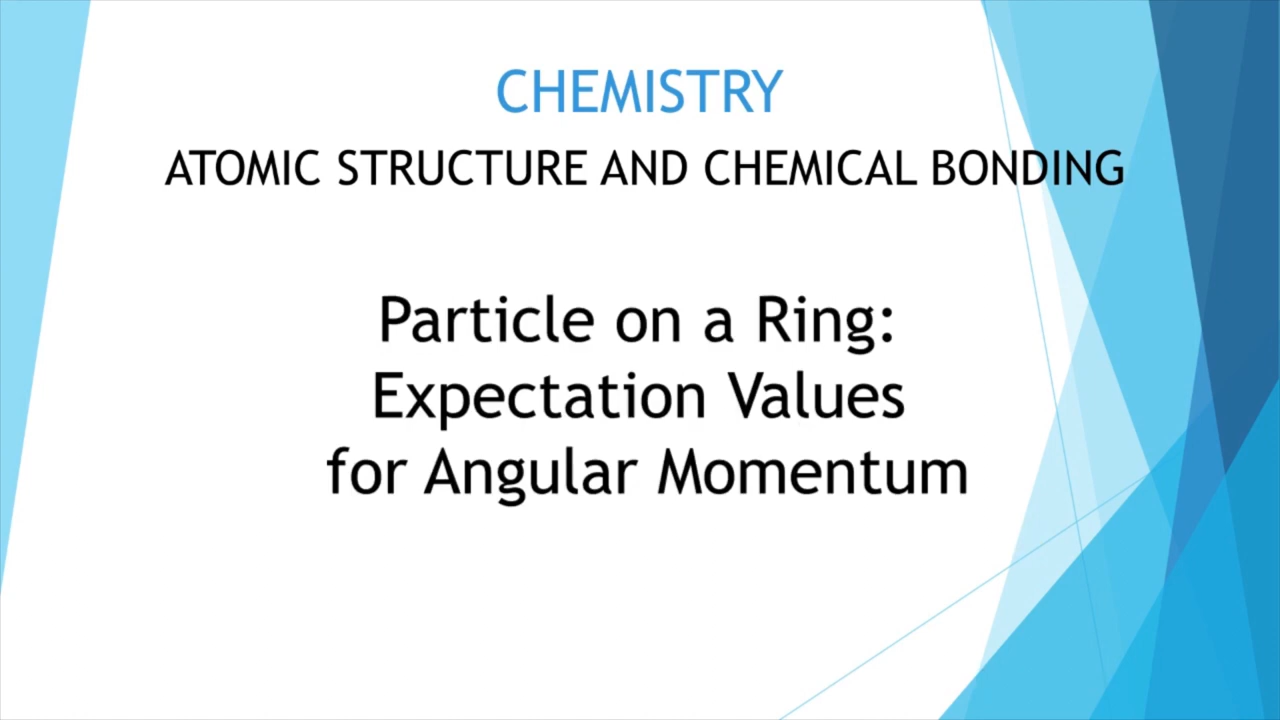 CHEMISTRY
ATOMIC STRUCTURE AND CHEMICAL BONDING
Particle on a Ring:
Expectation Values
for Angular Momentum